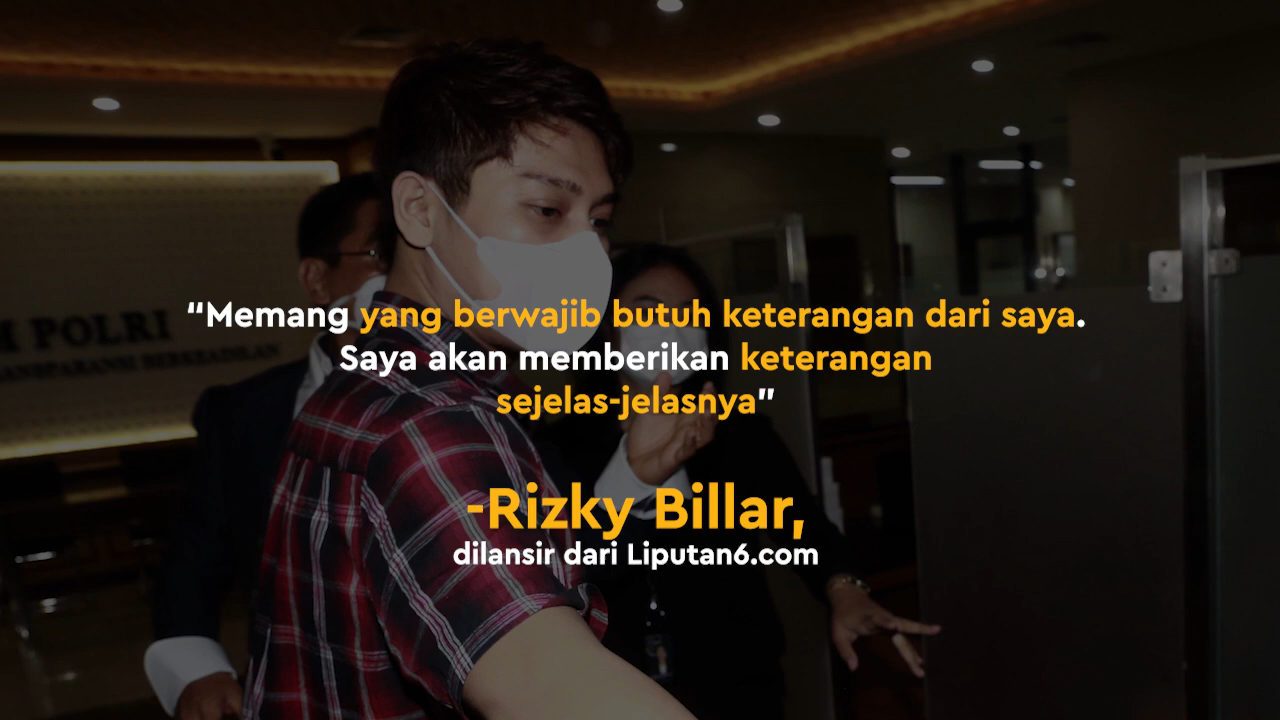 M POLRI
“Memang yang berwajib butuh keterangan dari saya.
Saya akan memberikan keterangan
sejelas-jelasnya”
-Rizky Billar,
dilansir dari Liputan6.com